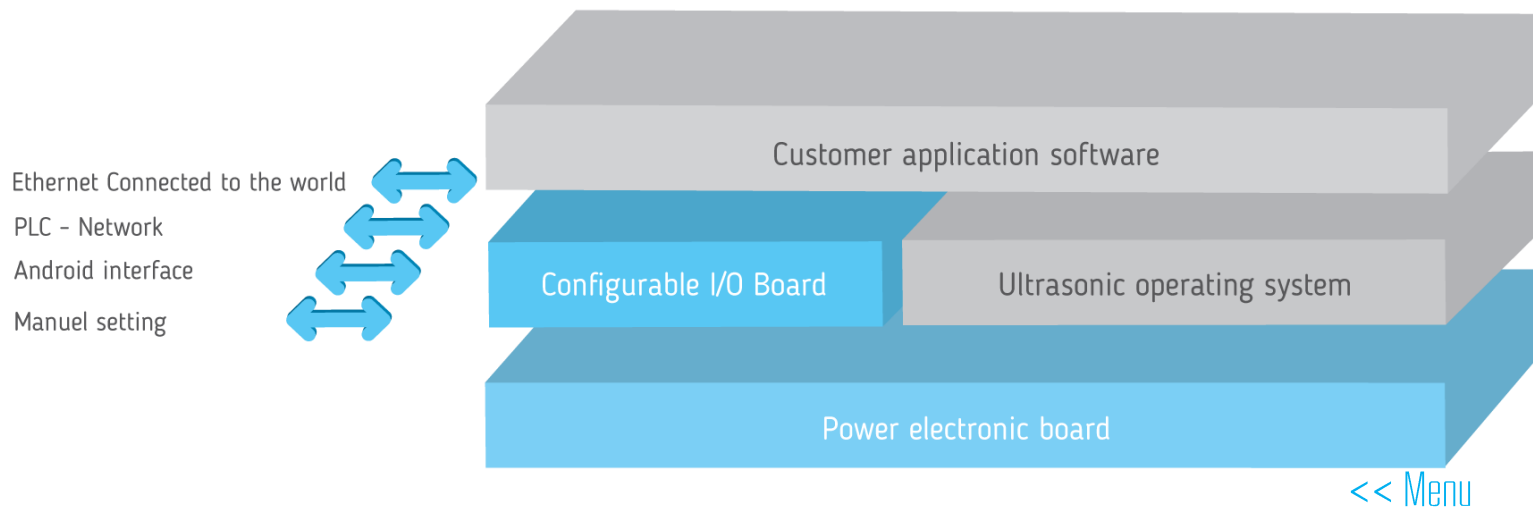 Customer application software
Ethernet Connected to the world
PLC - Network
Android interface
Manuel setting
Configurable I/O Board
Ultrasonic operating system
Power electronic board
<< Menu